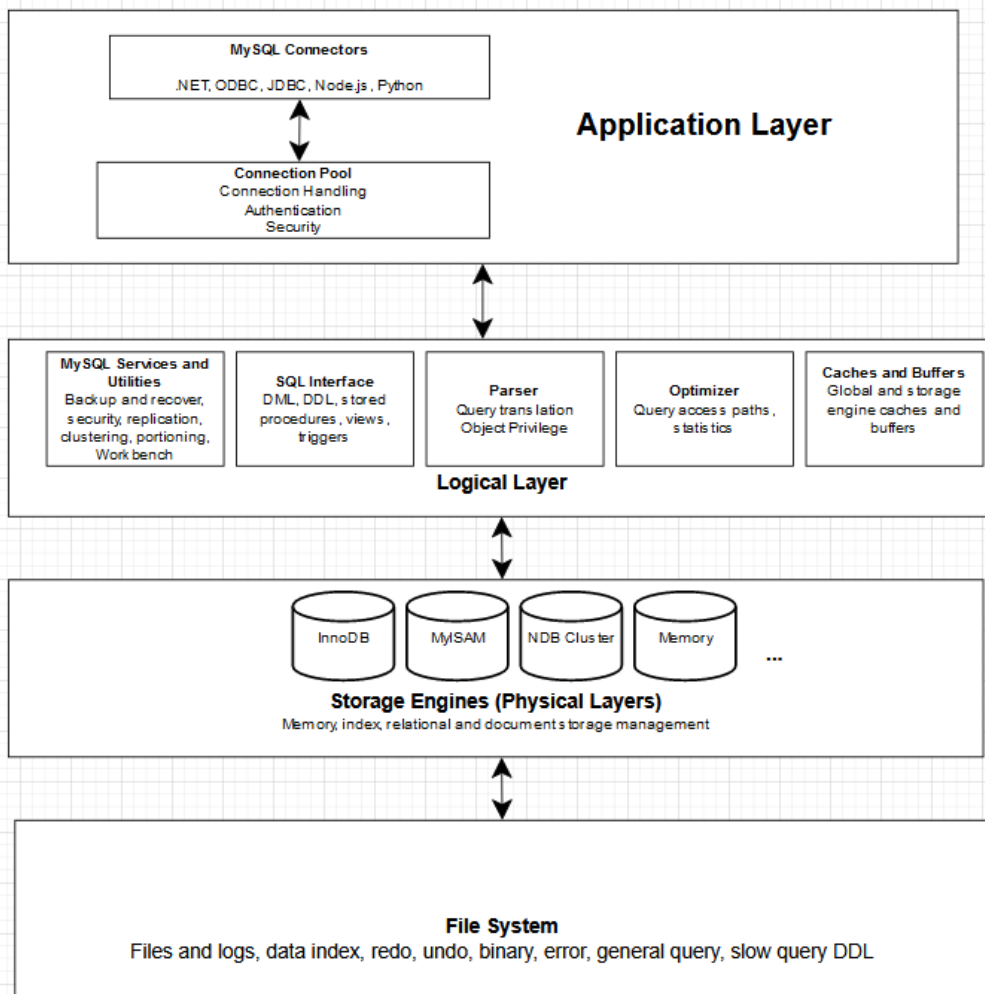 MySQL Connectors
.NET, ODBC, JDBC, Node.js, Python
Application Layer
Connection Pool
Connection Handling
Authentication
Security
MySQL Services and
Utilities
Backup and recover,
security, replication,
clustering, portioning,
Workbench
SQL Interface
DML, DDL, stored
procedures, views,
triggers
Parser
Query translation
Object Privilege
Optimizer
Query access paths,
statistics
Caches and Buffers
Global and storage
engine caches and
buffers
Logical Layer
InnoDB
MyISAM
NDB Cluster
Memory
...
Storage Engines (Physical Layers)
Memory, index, relational and document storage management
File System
Files and logs, data index, redo, undo, binary, error, general query, slow query DDL